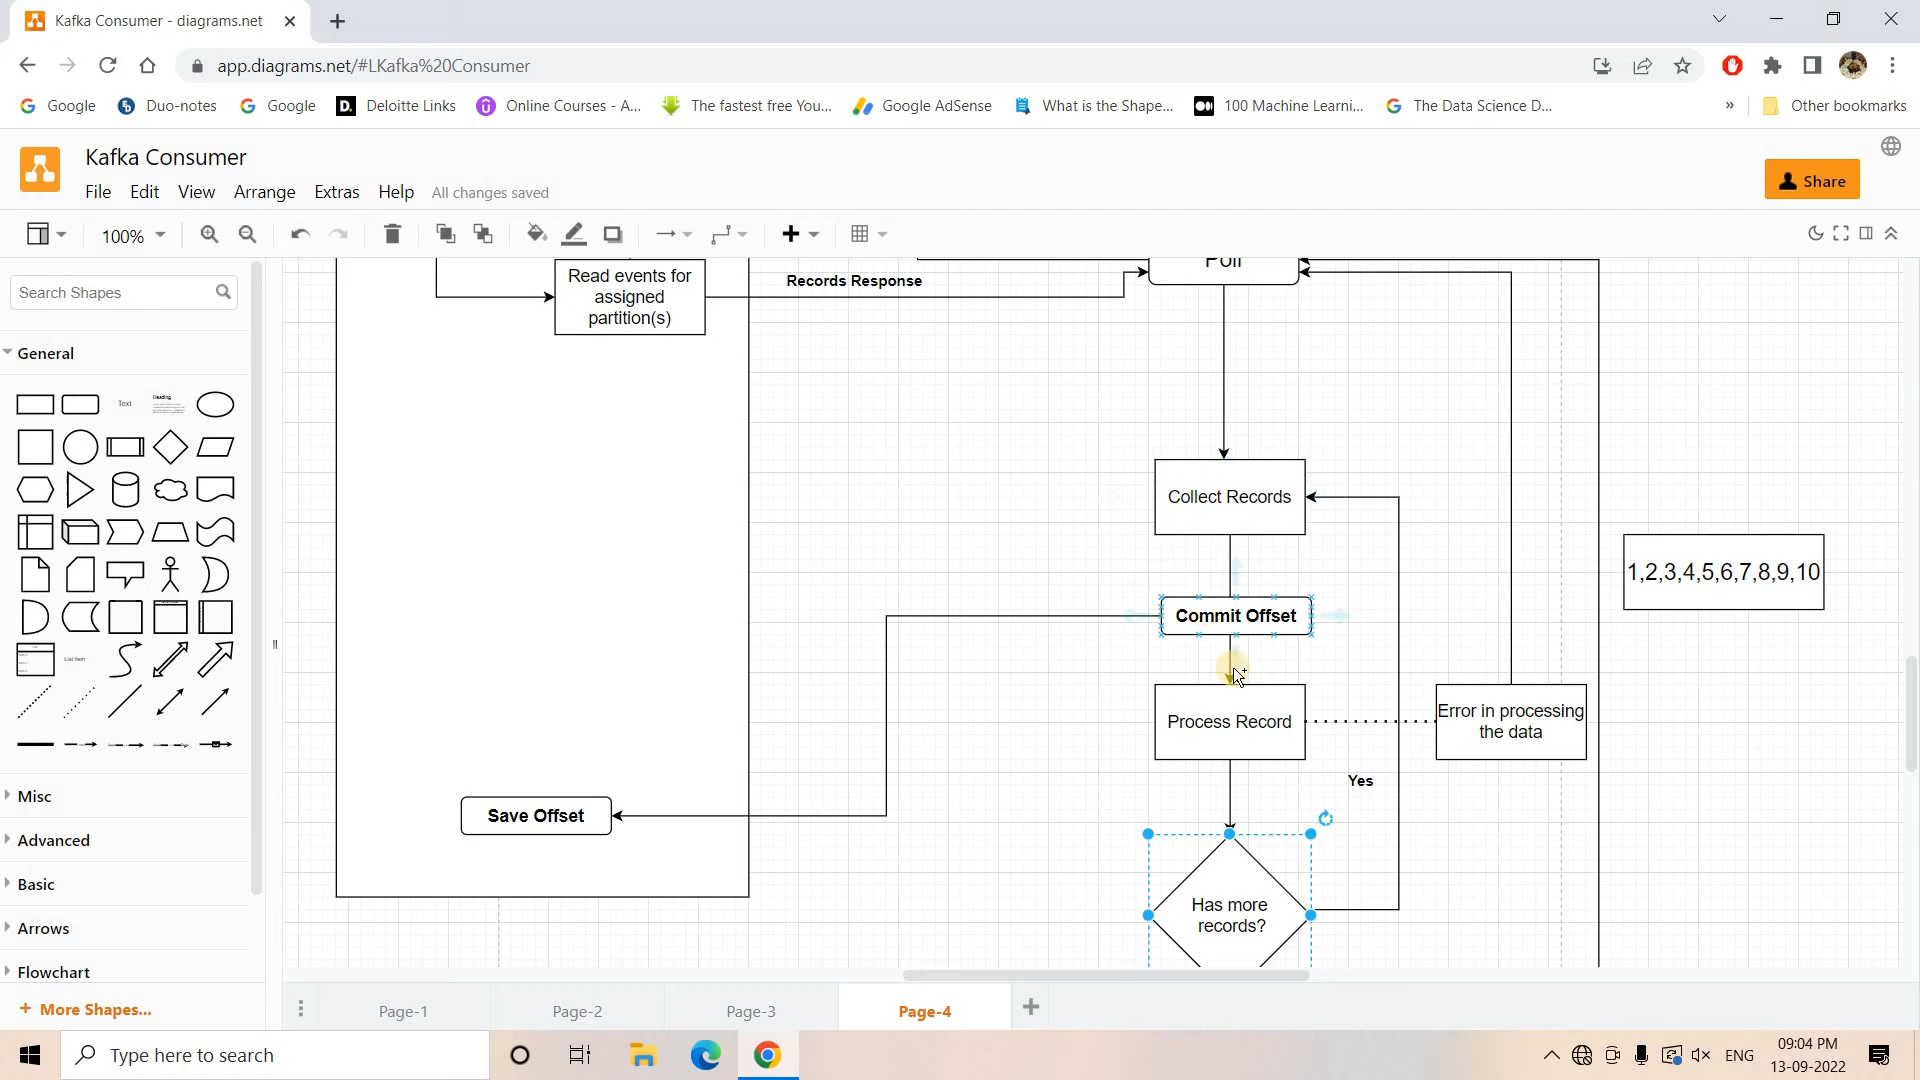 Kafka Consumer - diagrams.net
app.diagrams.net/#LKafka%20Consumer
Google
Duo-notes
Google
Deloitte Links
Online Courses - A...
The fastest free You...
Google AdSense
What is the Shape...
100 Machine Learni...
The Data Science D...
»
Other bookmarks
Kafka Consumer
File
Edit
View
Arrange
Extras
Help
All changes saved
Share
100%
Search Shapes
General
Text
Heading
List Item
Misc
Advanced
Basic
Arrows
Flowchart
+ More Shapes...
Read events for
assigned
partition(s)
Records Response
Poll
Collect Records
Commit Offset
Process Record
Error in processing
the data
1,2,3,4,5,6,7,8,9,10
Yes
Save Offset
Has more
records?
Page-1
Page-2
Page-3
Page-4
Type here to search
ENG
09:04 PM
13-09-2022